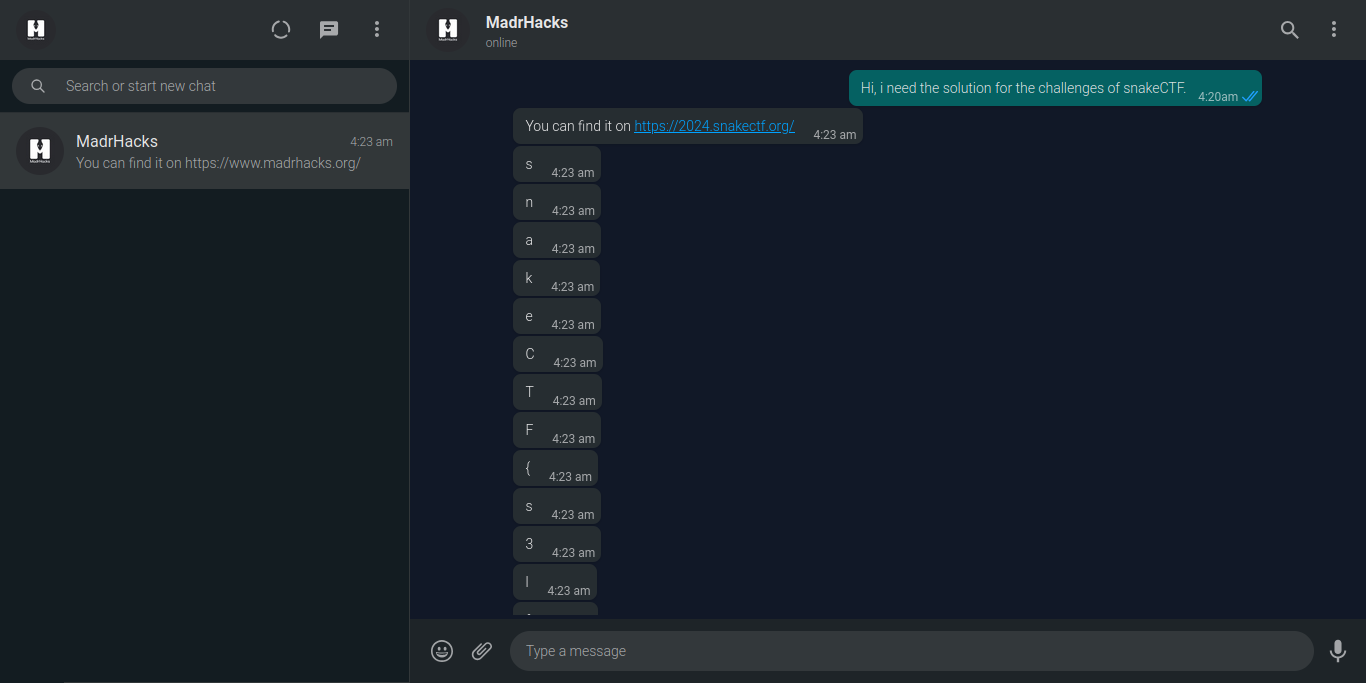 MadrHacks
online
Search or start new chat
MadrHacks
4:23 am
You can find it on https://www.madrhacks.org/
Hi, i need the solution for the challenges of snakeCTF.
4:20am
You can find it on https://2024.snakectf.org/
4:23 am
s
4:23 am
n
4:23 am
a
4:23 am
k
4:23 am
e
4:23 am
C
4:23 am
T
4:23 am
F
4:23 am
{
4:23 am
s
4:23 am
3
4:23 am
l
4:23 am
Type a message